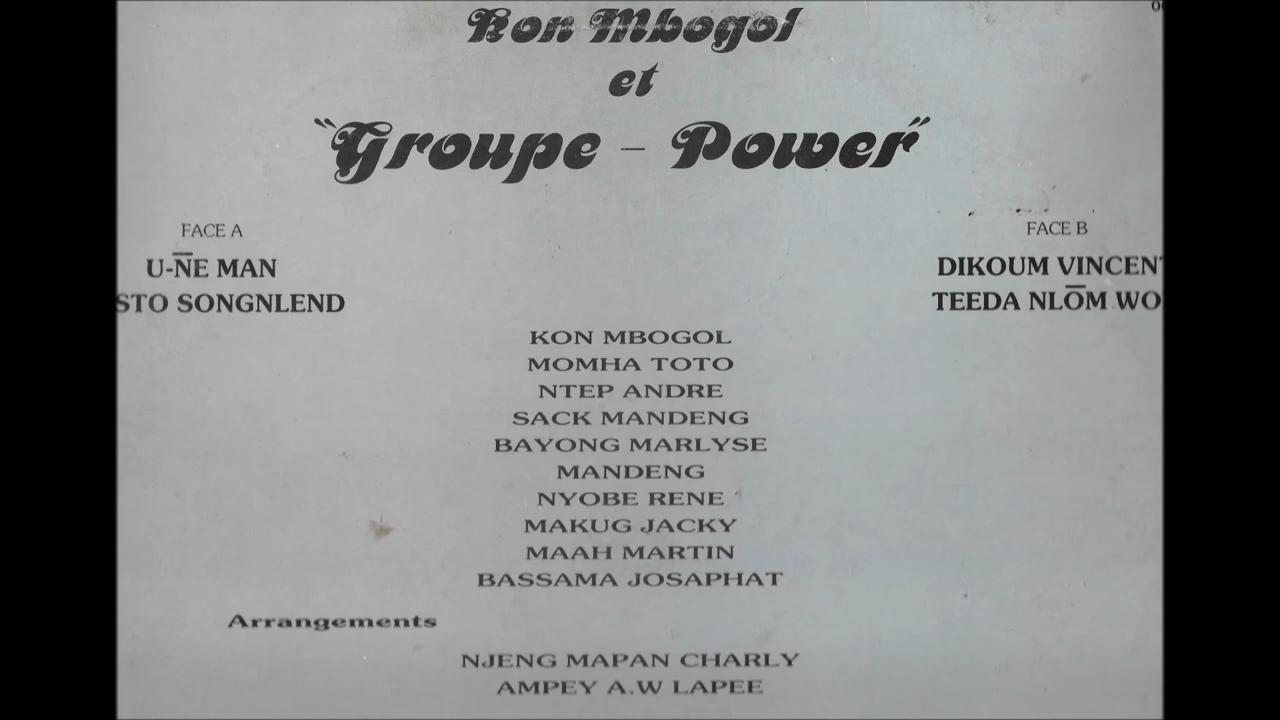 Kon Mbogol
et
"Groupe - Power"
FACE A
U-N̄E MAN
STO SONGNLEND
FACE B
DIKOUM VINCENT
TEEDA NLŌM WO
KON MBOGOL
MOMHA TOTO
NTEP ANDRE
SACK MANDENG
BAYONG MARLYSE
MANDENG
NYOBE RENE
MAKUG JACKY
MAAH MARTIN
BASSAMA JOSAPHAT
Arrangements
NJENG MAPAN CHARLY
AMPEY A.W LAPEE